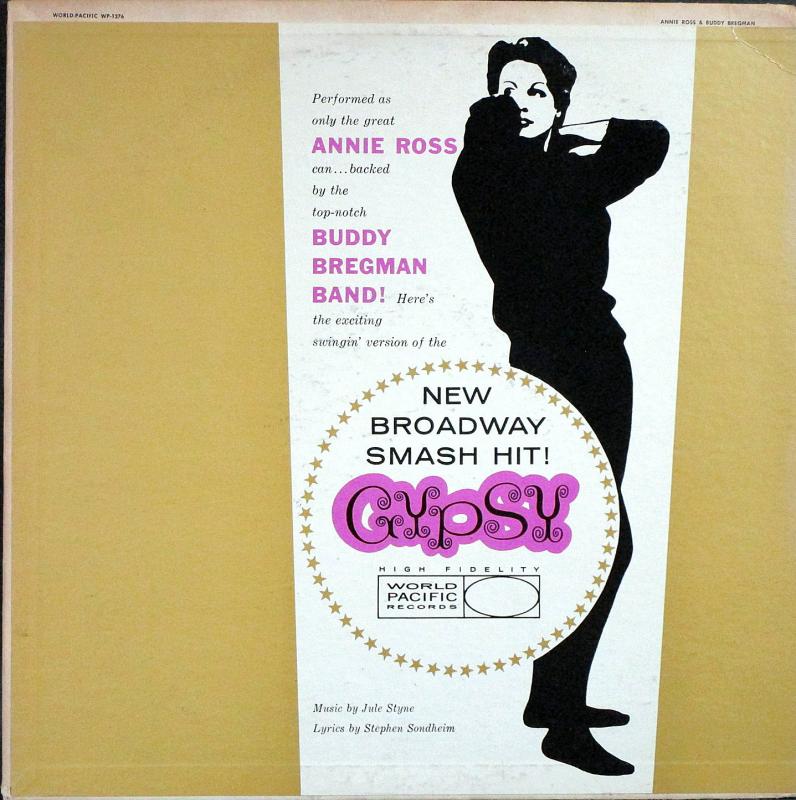 WORLD-PACIFIC WP-1276
ANNIE ROSS & BUDDY BREGMAN
Performed as
only the great
ANNIE ROSS
can...backed
by the
top-notch
BUDDY
BREGMAN
BAND! Here's
the exciting
swingin' version of the
NEW
BROADWAY
SMASH HIT!
GYPSY
HIGH FIDELITY
WORLD
PACIFIC
RECORDS
Music by Jule Styne
Lyrics by Stephen Sondheim